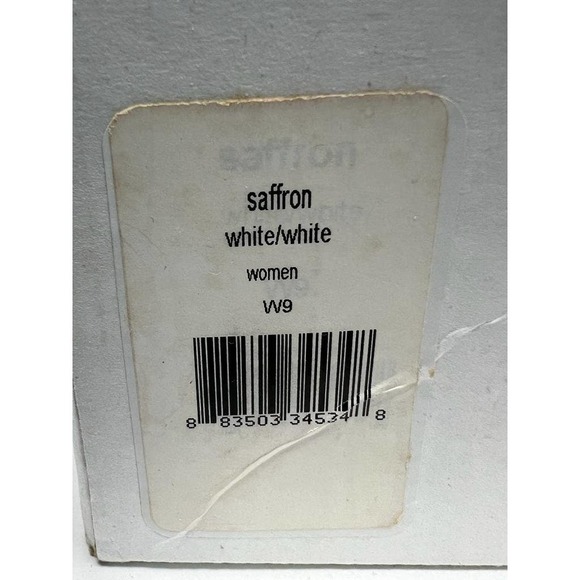 saffron
white/white
women
W9
8 83503 34534 8